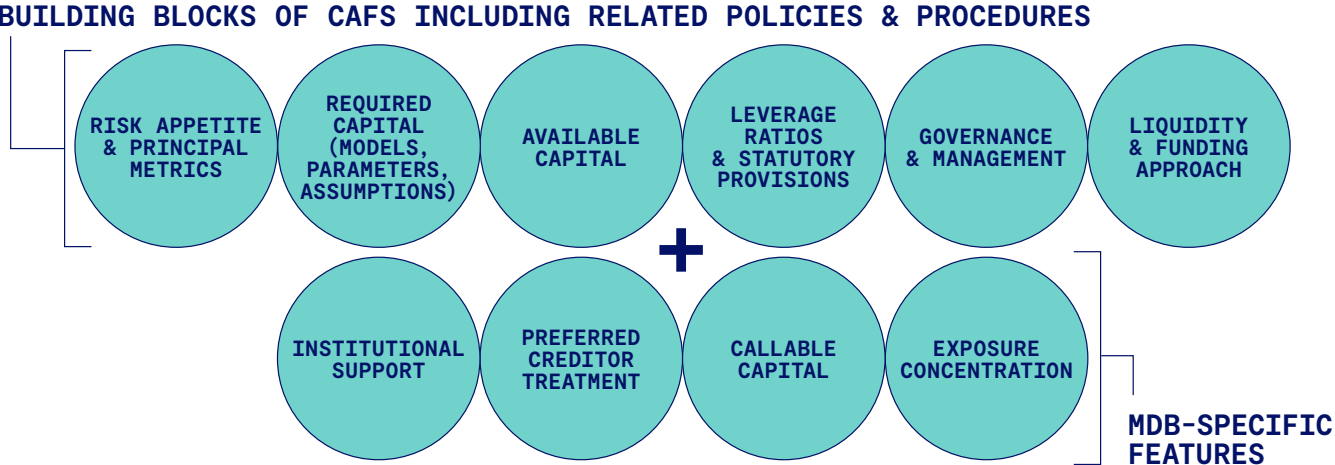 BUILDING BLOCKS OF CAFS INCLUDING RELATED POLICIES & PROCEDURES
RISK APPETITE
& PRINCIPAL
METRICS
REQUIRED
CAPITAL
(MODELS,
PARAMETERS,
ASSUMPTIONS)
AVAILABLE
CAPITAL
LEVERAGE
RATIOS
& STATUTORY
PROVISIONS
GOVERNANCE
& MANAGEMENT
LIQUIDITY
& FUNDING
APPROACH
+
INSTITUTIONAL
SUPPORT
PREFERRED
CREDITOR
TREATMENT
CALLABLE
CAPITAL
EXPOSURE
CONCENTRATION
MDB-SPECIFIC
FEATURES